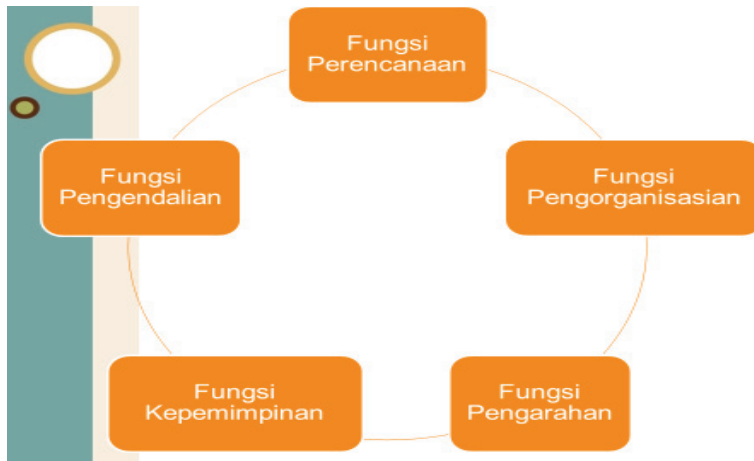 Fungsi
Perencanaan
Fungsi
Pengorganisasian
Fungsi
Pengarahan
Fungsi
Kepemimpinan
Fungsi
Pengendalian